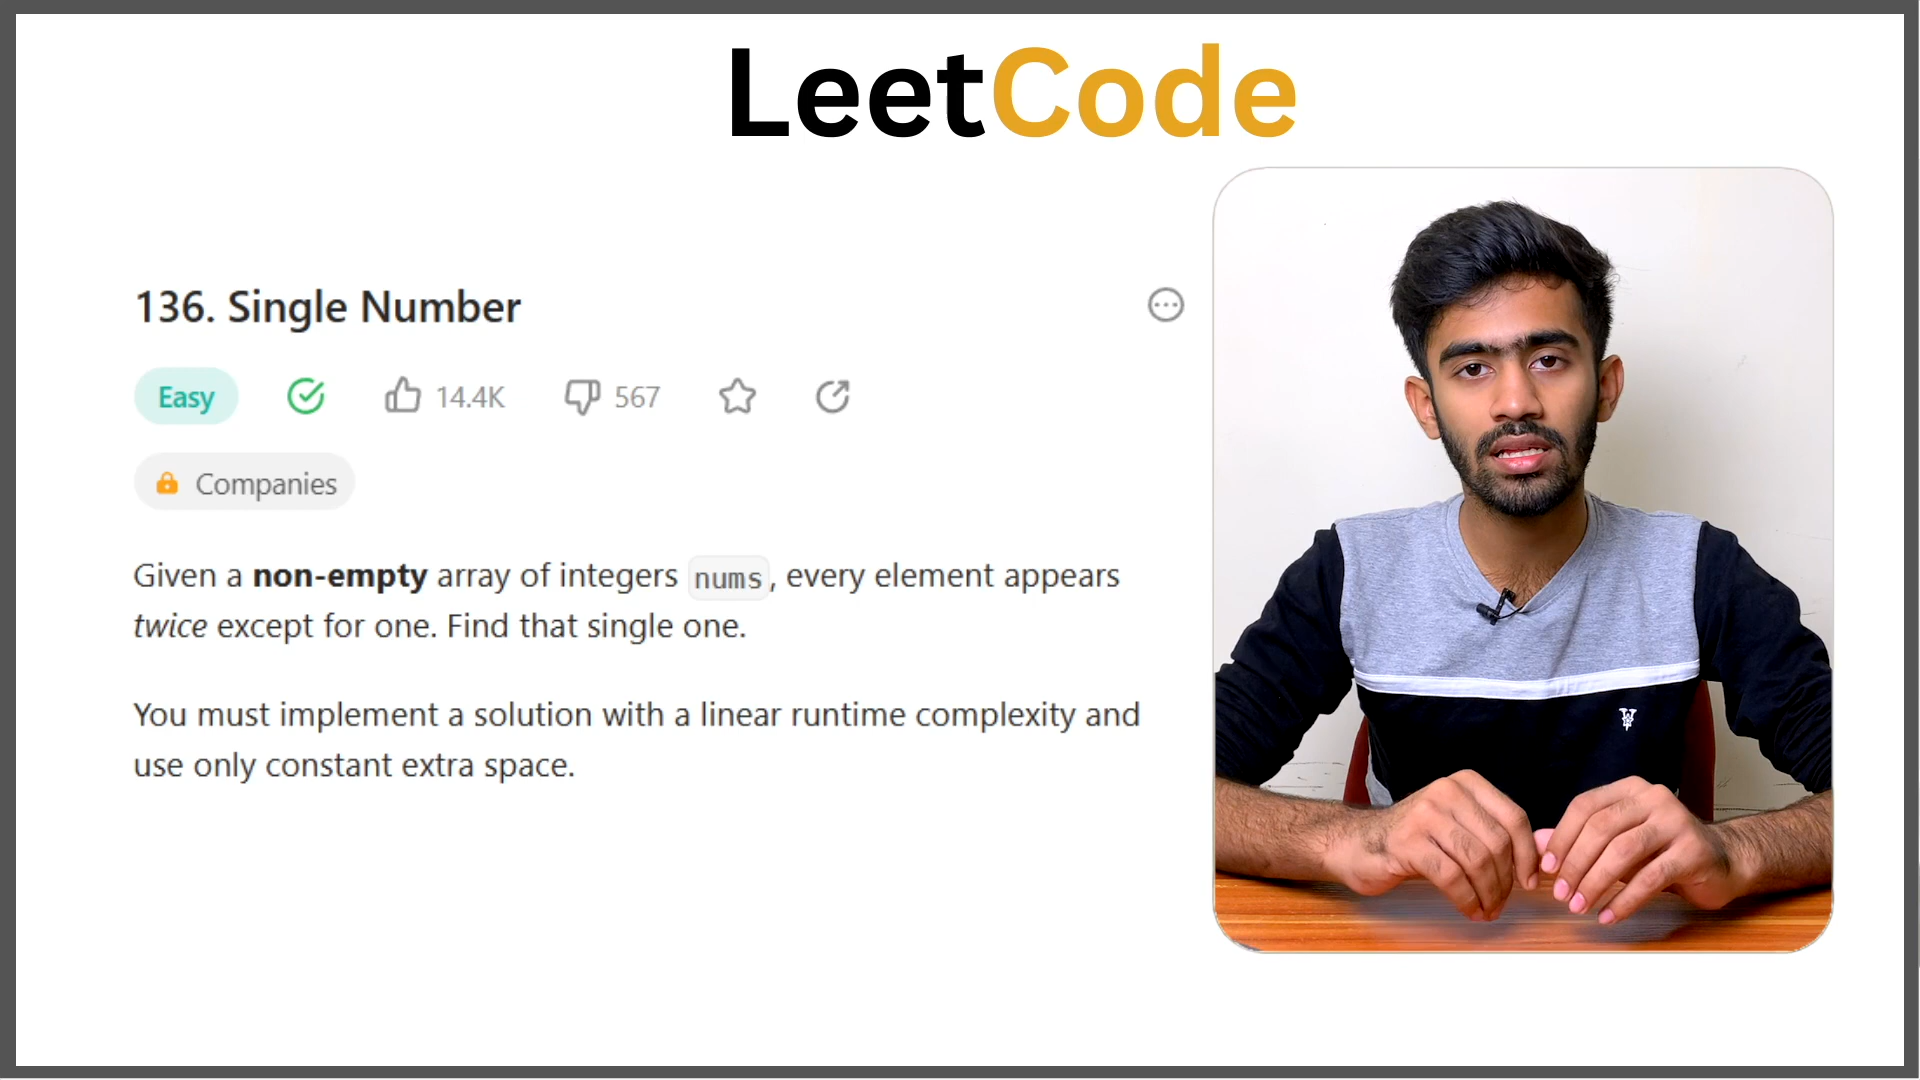 LeetCode
136. Single Number
Easy 14.4K 567
Companies
Given a non-empty array of integers nums, every element appears
twice except for one. Find that single one.
You must implement a solution with a linear runtime complexity and
use only constant extra space.